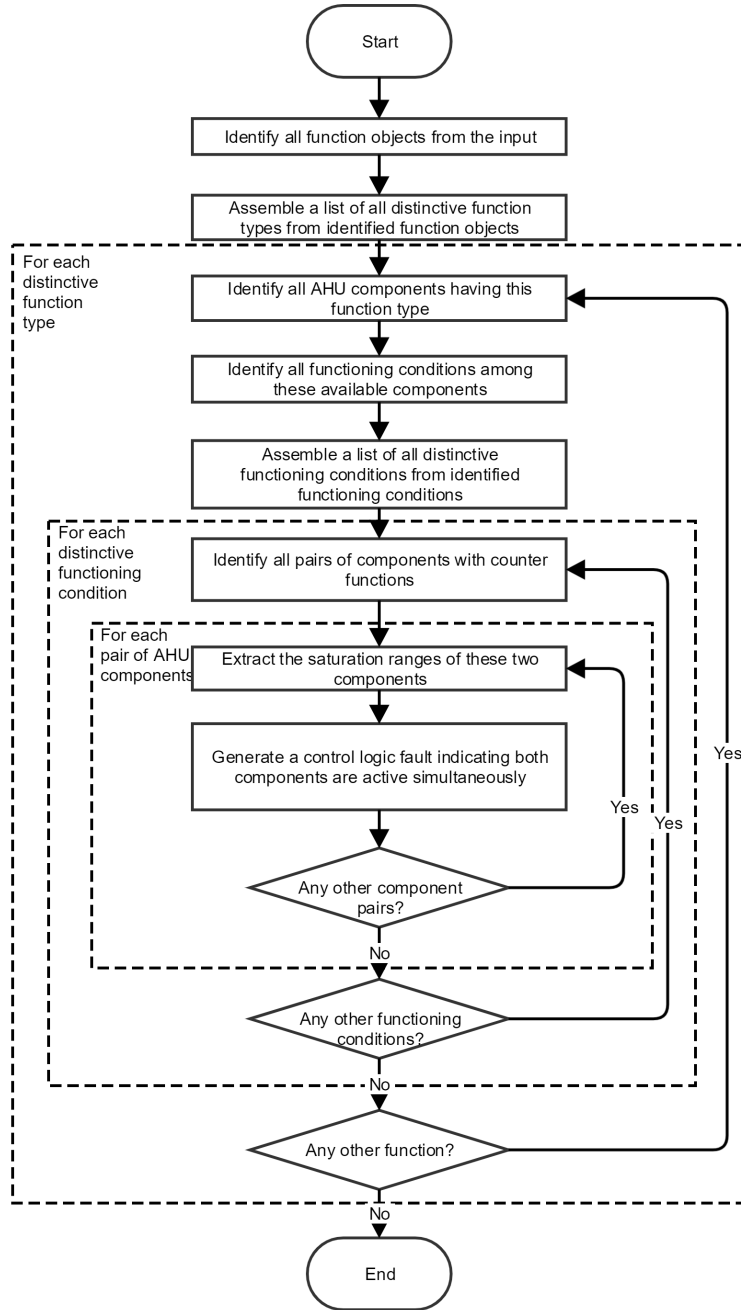 Start
Identify all function objects from the input
Assemble a list of all distinctive function
types from identified function objects
For each
distinctive
function
type
Identify all AHU components having this
function type
Identify all functioning conditions among
these available components
Assemble a list of all distinctive
functioning conditions from identified
functioning conditions
For each
distinctive
functioning
condition
Identify all pairs of components with counter
functions
For each
pair of AHU
components
Extract the saturation ranges of these two
components
Generate a control logic fault indicating both
components are active simultaneously
Yes
Yes
Yes
Any other component
pairs?
No
Any other functioning
conditions?
No
Any other function?
No
End